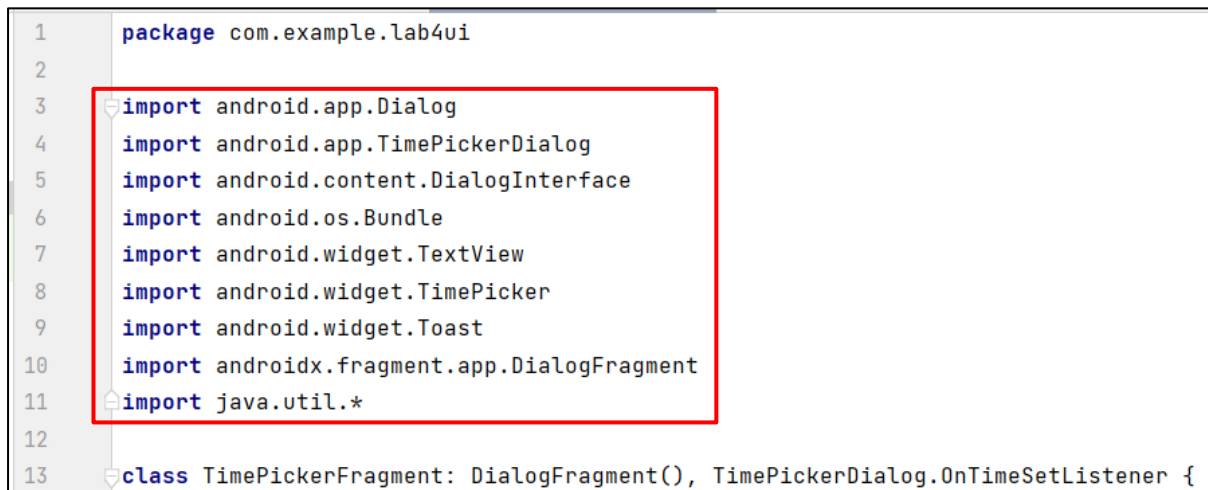 1 package com.example.lab4ui
2
3 import android.app.Dialog
4 import android.app.TimePickerDialog
5 import android.content.DialogInterface
6 import android.os.Bundle
7 import android.widget.TextView
8 import android.widget.TimePicker
9 import android.widget.Toast
10 import androidx.fragment.app.DialogFragment
11 import java.util.*
12
13 class TimePickerFragment: DialogFragment(), TimePickerDialog.OnTimeSetListener {